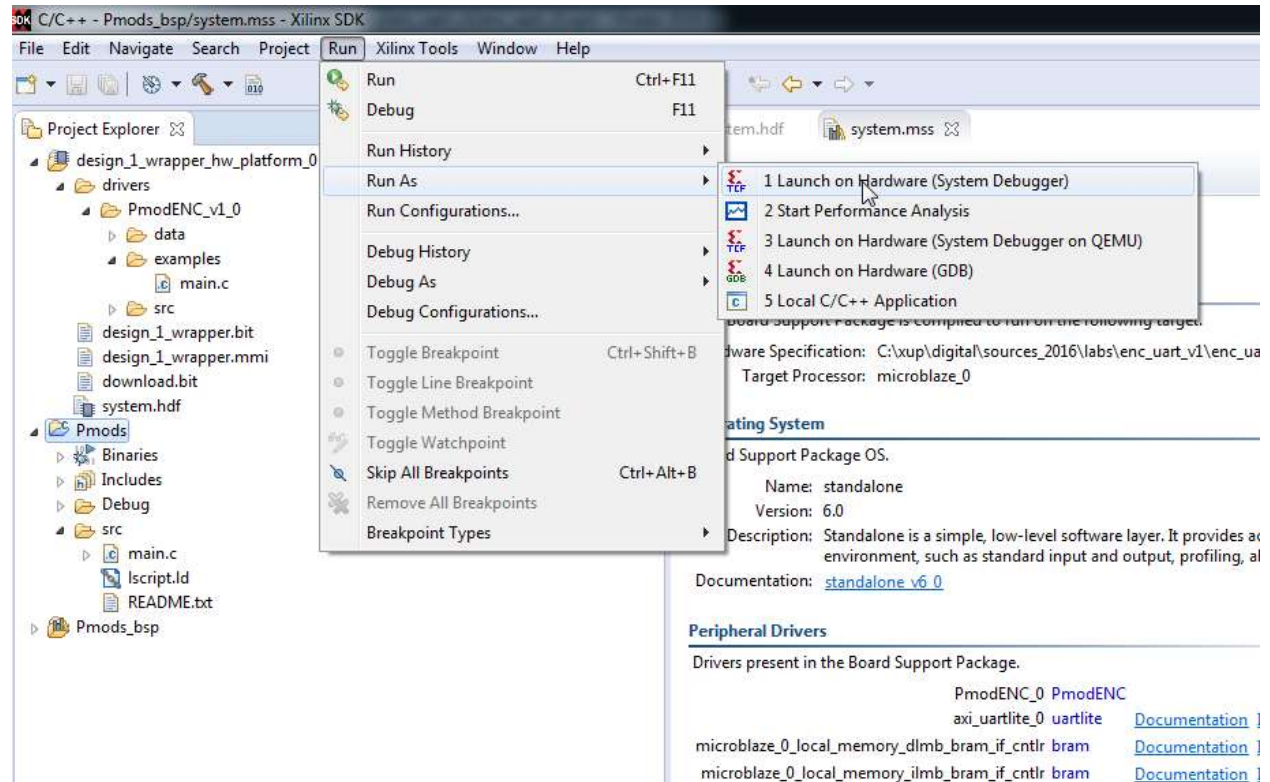 C/C++ - Pmods_bsp/system.mss - Xilinx SDK
File Edit Navigate Search Project Run Xilinx Tools Window Help
Project Explorer
design_1_wrapper_hw_platform_0
drivers
PmodENC_v1_0
data
examples
main.c
src
design_1_wrapper.bit
design_1_wrapper.mmi
download.bit
system.hdf
Pmods
Binaries
Includes
Debug
src
main.c
lscript.ld
README.txt
Pmods_bsp
Run Ctrl+F11
Debug F11
Run History
Run As
Run Configurations...
Debug History
Debug As
Debug Configurations...
Toggle Breakpoint Ctrl+Shift+B
Toggle Line Breakpoint
Toggle Method Breakpoint
Toggle Watchpoint
Skip All Breakpoints Ctrl+Alt+B
Remove All Breakpoints
Breakpoint Types
tem.hdf system.mss
1 Launch on Hardware (System Debugger)
2 Start Performance Analysis
3 Launch on Hardware (System Debugger on QEMU)
4 Launch on Hardware (GDB)
5 Local C/C++ Application
Board Support Package is compiled to run on the following target.
dware Specification: C:\xup\digital\sources_2016\labs\enc_uart_v1\enc_ua
Target Processor: microblaze_0
ating System
d Support Package OS.
Name: standalone
Version: 6.0
Description: Standalone is a simple, low-level software layer. It provides ac
environment, such as standard input and output, profiling, a
Documentation: standalone_v6_0
Peripheral Drivers
Drivers present in the Board Support Package.
PmodENC_0 PmodENC
axi_uartlite_0 uartlite Documentation
microblaze_0_local_memory_dlmb_bram_if_cntlr bram Documentation
microblaze_0_local_memory_ilmb_bram_if_cntlr bram Documentation